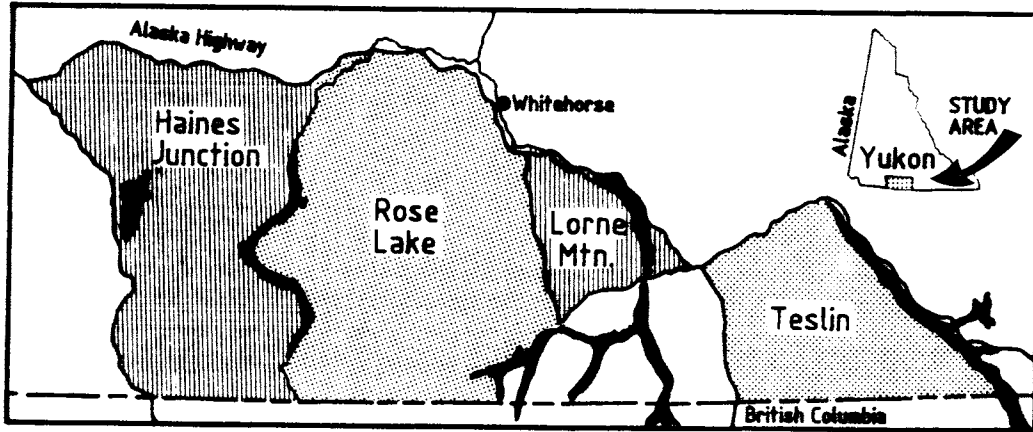 Alaska Highway
Haines
Junction
Rose
Lake
Whitehorse
Lorne
Mtn.
Teslin
Alaska
Yukon
STUDY
AREA
British Columbia